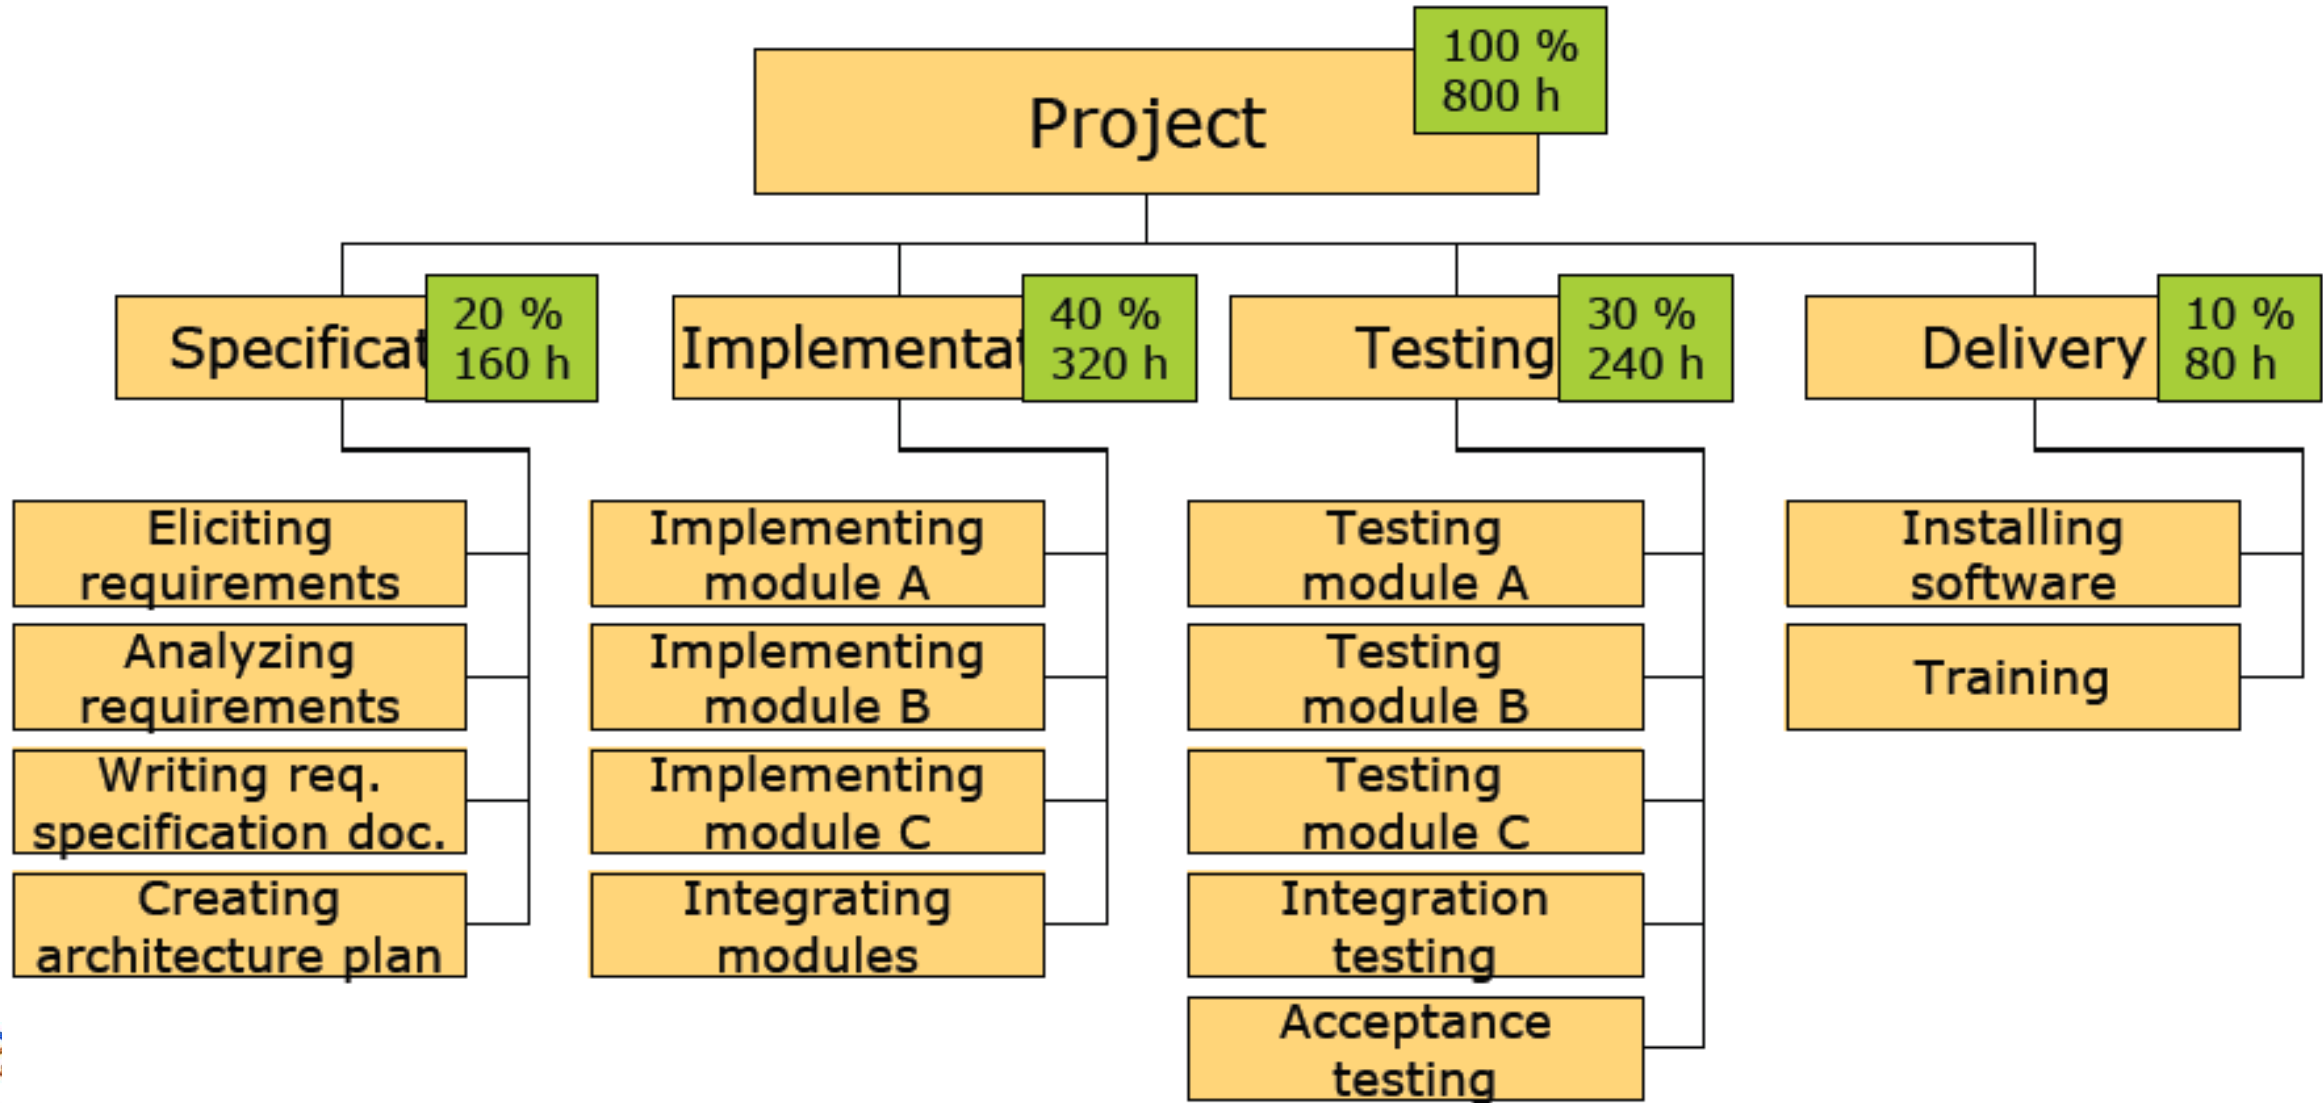 100 %
800 h
Project
20 %
160 h
Specificat
40 %
320 h
Implementat
30 %
240 h
Testing
10 %
80 h
Delivery
Eliciting
requirements
Analyzing
requirements
Writing req.
specification doc.
Creating
architecture plan
Implementing
module A
Implementing
module B
Implementing
module C
Integrating
modules
Testing
module A
Testing
module B
Testing
module C
Integration
testing
Acceptance
testing
Installing
software
Training